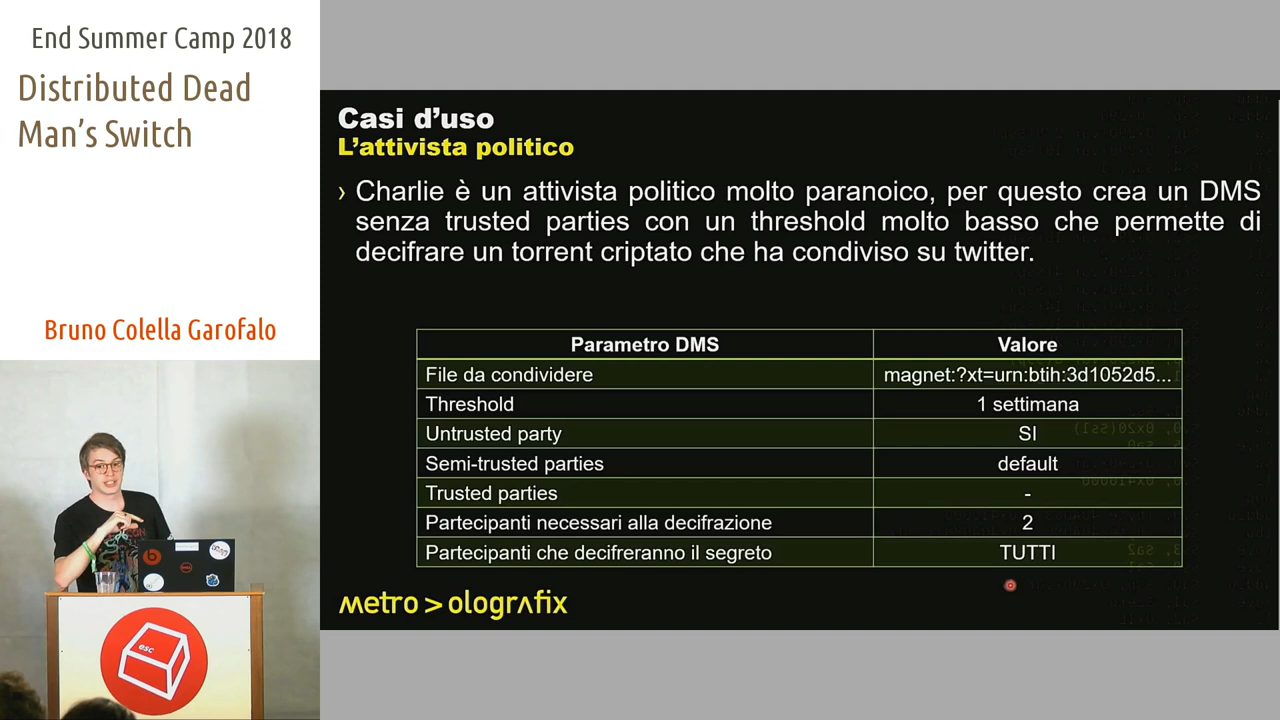 End Summer Camp 2018
Distributed Dead
Man's Switch
Bruno Colella Garofalo
Casi d'uso
L'attivista politico
› Charlie è un attivista politico molto paranoico, per questo crea un DMS
senza trusted parties con un threshold molto basso che permette di
decifrare un torrent criptato che ha condiviso su twitter.
Parametro DMS Valore
File da condividere magnet:?xt=urn:btih:3d1052d5...
Threshold 1 settimana
Untrusted party SI
Semi-trusted parties default
Trusted parties -
Partecipanti necessari alla decifrazione 2
Partecipanti che decifreranno il segreto TUTTI
metro > olografix
esc